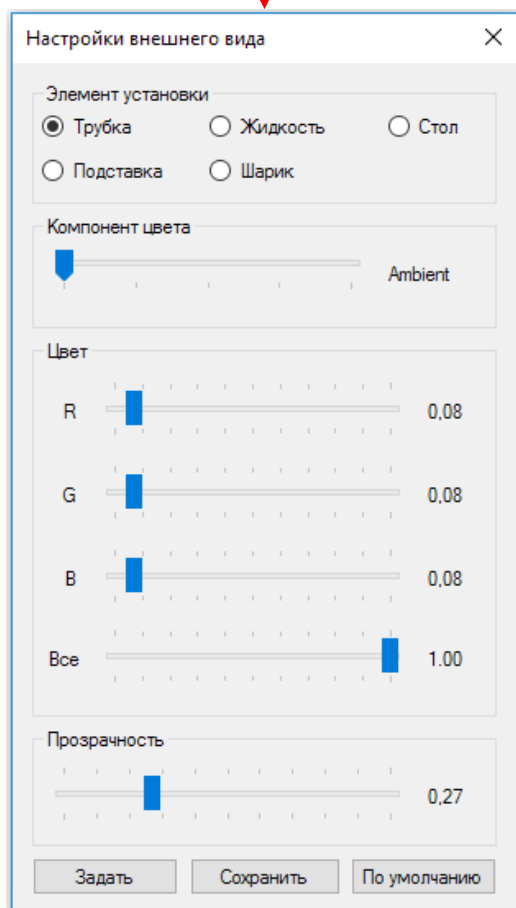 Настройки внешнего вида
Элемент установки
Трубка Жидкость Стол
Подставка Шарик
Компонент цвета
Ambient
Цвет
R 0,08
G 0,08
B 0,08
Все 1.00
Прозрачность
0,27
Задать Сохранить По умолчанию